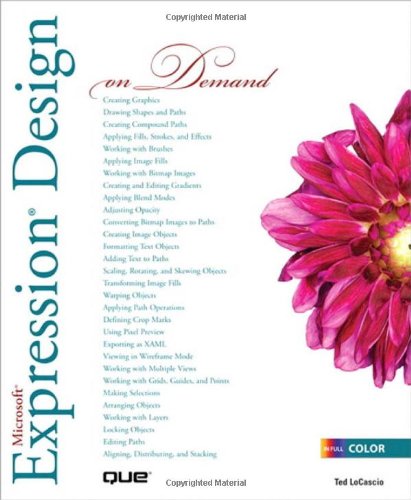 Copyrighted Material
Microsoft®
Expression® Design
on Demand
Creating Graphics
Drawing Shapes and Paths
Creating Compound Paths
Applying Fills, Strokes, and Effects
Working with Brushes
Applying Image Fills
Working with Bitmap Images
Creating and Editing Gradients
Applying Blend Modes
Adjusting Opacity
Converting Bitmap Images to Paths
Creating Image Objects
Formatting Text Objects
Adding Text to Paths
Scaling, Rotating, and Skewing Objects
Transforming Image Fills
Warping Objects
Applying Path Operations
Defining Crop Marks
Using Pixel Preview
Exporting as XAML
Viewing in Wireframe Mode
Working with Multiple Views
Working with Grids, Guides, and Points
Making Selections
Arranging Objects
Working with Layers
Locking Objects
Editing Paths
Aligning, Distributing, and Stacking
IN FULL COLOR
QUE®
Ted LoCascio
Copyrighted Material